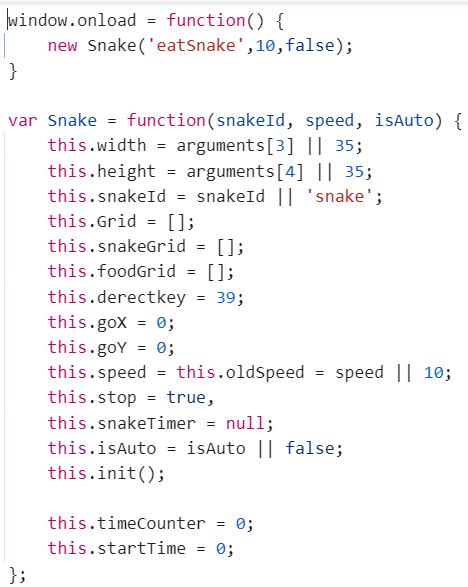 window.onload = function() {
    new Snake('eatSnake',10,false);
}

var Snake = function(snakeId, speed, isAuto) {
    this.width = arguments[3] || 35;
    this.height = arguments[4] || 35;
    this.snakeId = snakeId || 'snake';
    this.Grid = [];
    this.snakeGrid = [];
    this.foodGrid = [];
    this.derectkey = 39;
    this.goX = 0;
    this.goY = 0;
    this.speed = this.oldSpeed = speed || 10;
    this.stop = true,
    this.snakeTimer = null;
    this.isAuto = isAuto || false;
    this.init();

    this.timeCounter = 0;
    this.startTime = 0;
};